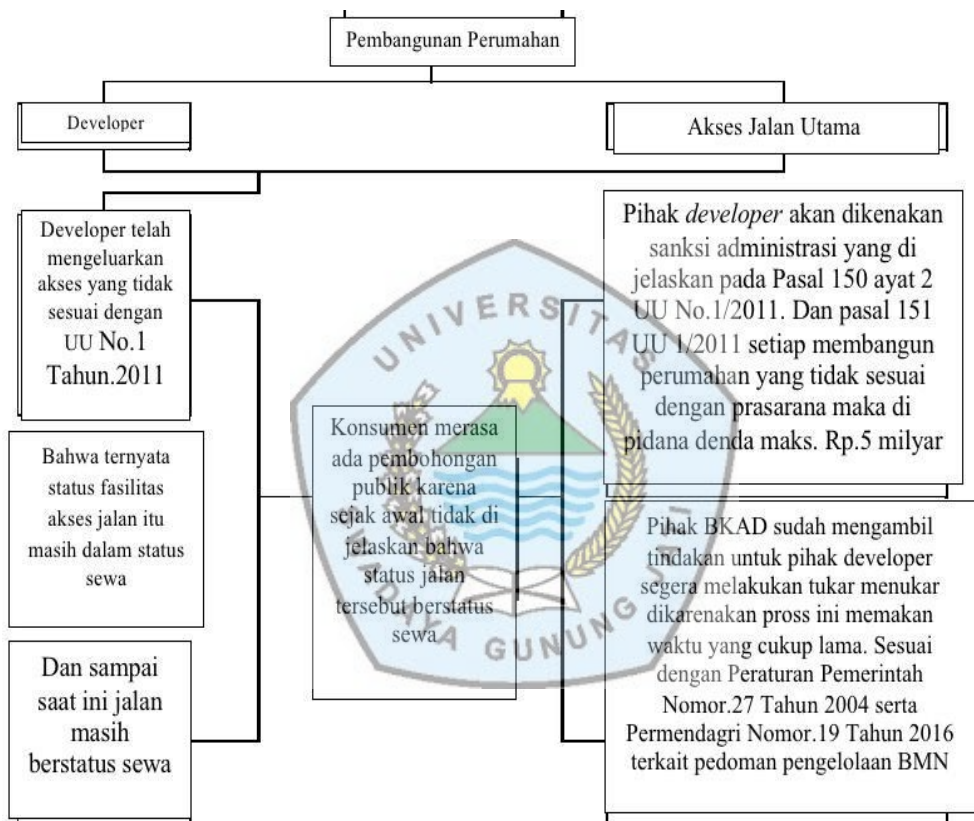 Pembangunan Perumahan
Developer
Akses Jalan Utama
Developer telah
mengeluarkan
akses yang tidak
sesuai dengan
UU No.1
Tahun.2011
Bahwa ternyata
status fasilitas
akses jalan itu
masih dalam status
sewa
Dan sampai
saat ini jalan
masih
berstatus sewa
Konsumen merasa
ada pembohongan
publik karena
sejak awal tidak di
jelaskan bahwa
status jalan
tersebut berstatus
sewa
Pihak developer akan dikenakan
sanksi administrasi yang di
jelaskan pada Pasal 150 ayat 2
UU No.1/2011. Dan pasal 151
UU 1/2011 setiap membangun
perumahan yang tidak sesuai
dengan prasarana maka di
pidana denda maks. Rp.5 milyar
Pihak BKAD sudah mengambil
tindakan untuk pihak developer
segera melakukan tukar menukar
dikarenakan pross ini memakan
waktu yang cukup lama. Sesuai
dengan Peraturan Pemerintah
Nomor.27 Tahun 2004 serta
Permendagri Nomor.19 Tahun 2016
terkait pedoman pengelolaan BMN
UNIVERSITAS
SWADAYA GUNUNG JATI